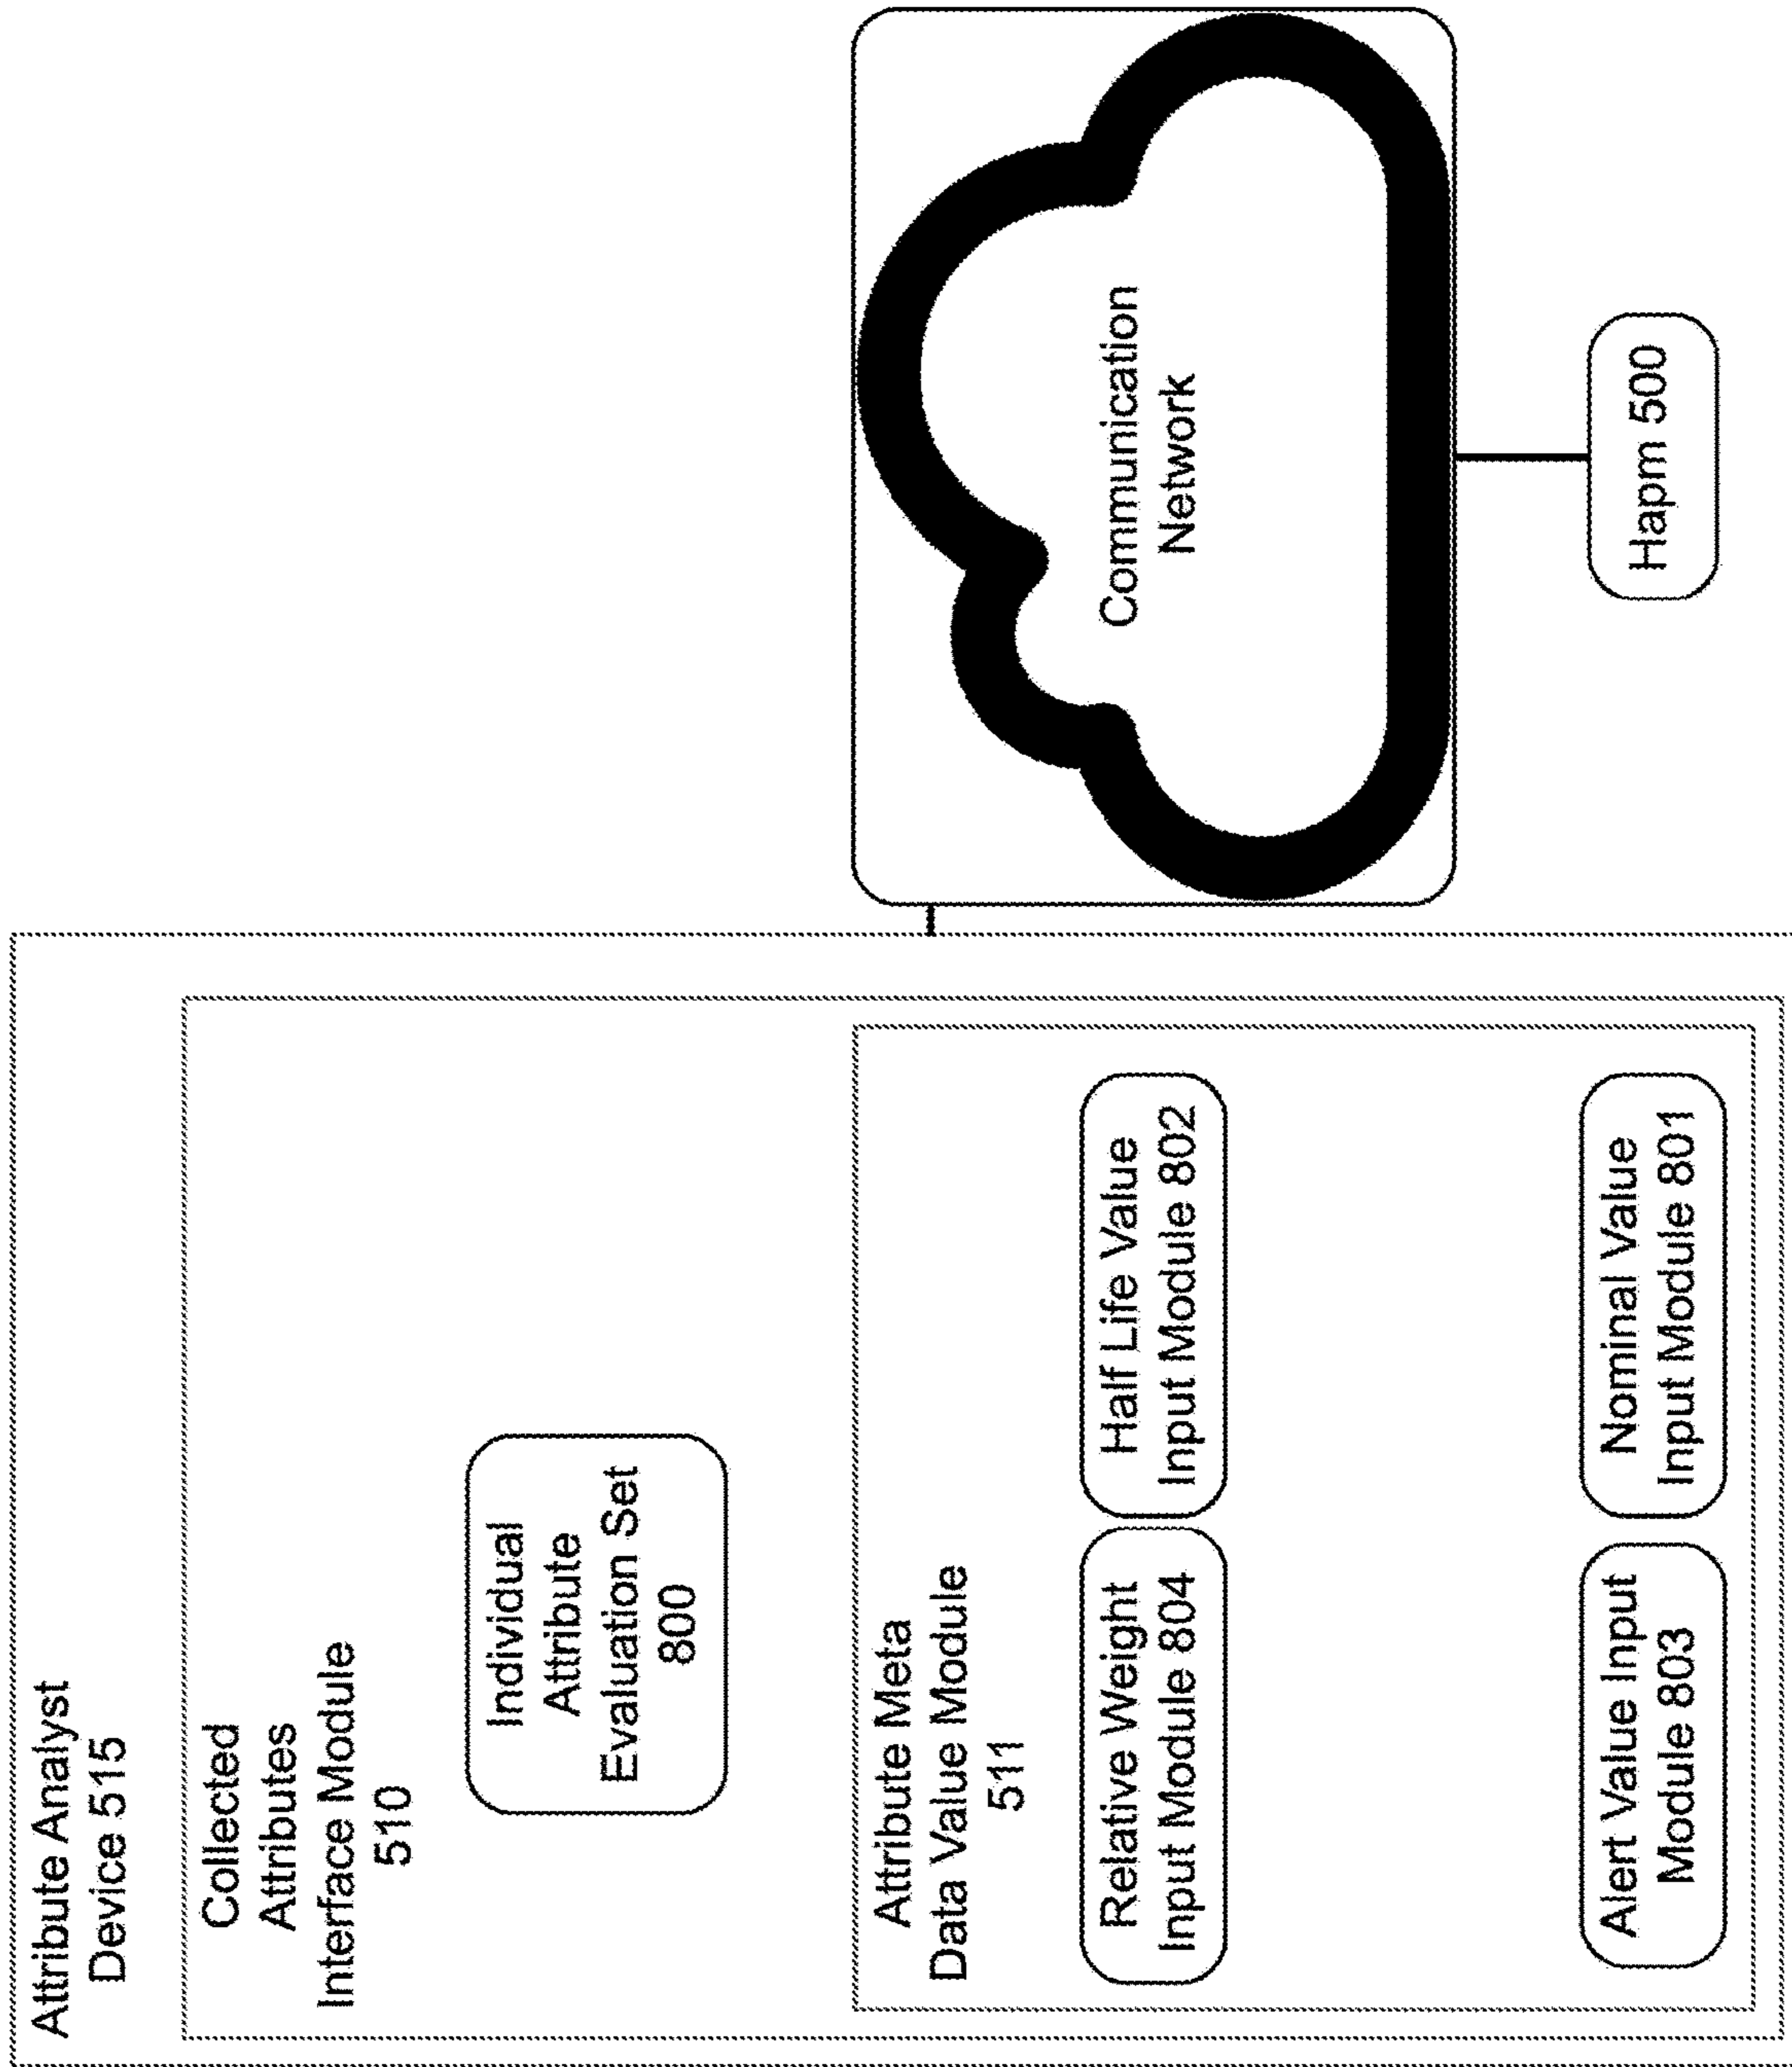 Attribute Analyst
Device 515
Collected
Attributes
Interface Module
510
Individual
Attribute
Evaluation Set
800
Attribute Meta
Data Value Module
511
Relative Weight
Input Module 804
Half Life Value
Input Module 802
Alert Value Input
Module 803
Nominal Value
Input Module 801
Communication
Network
Hapm 500